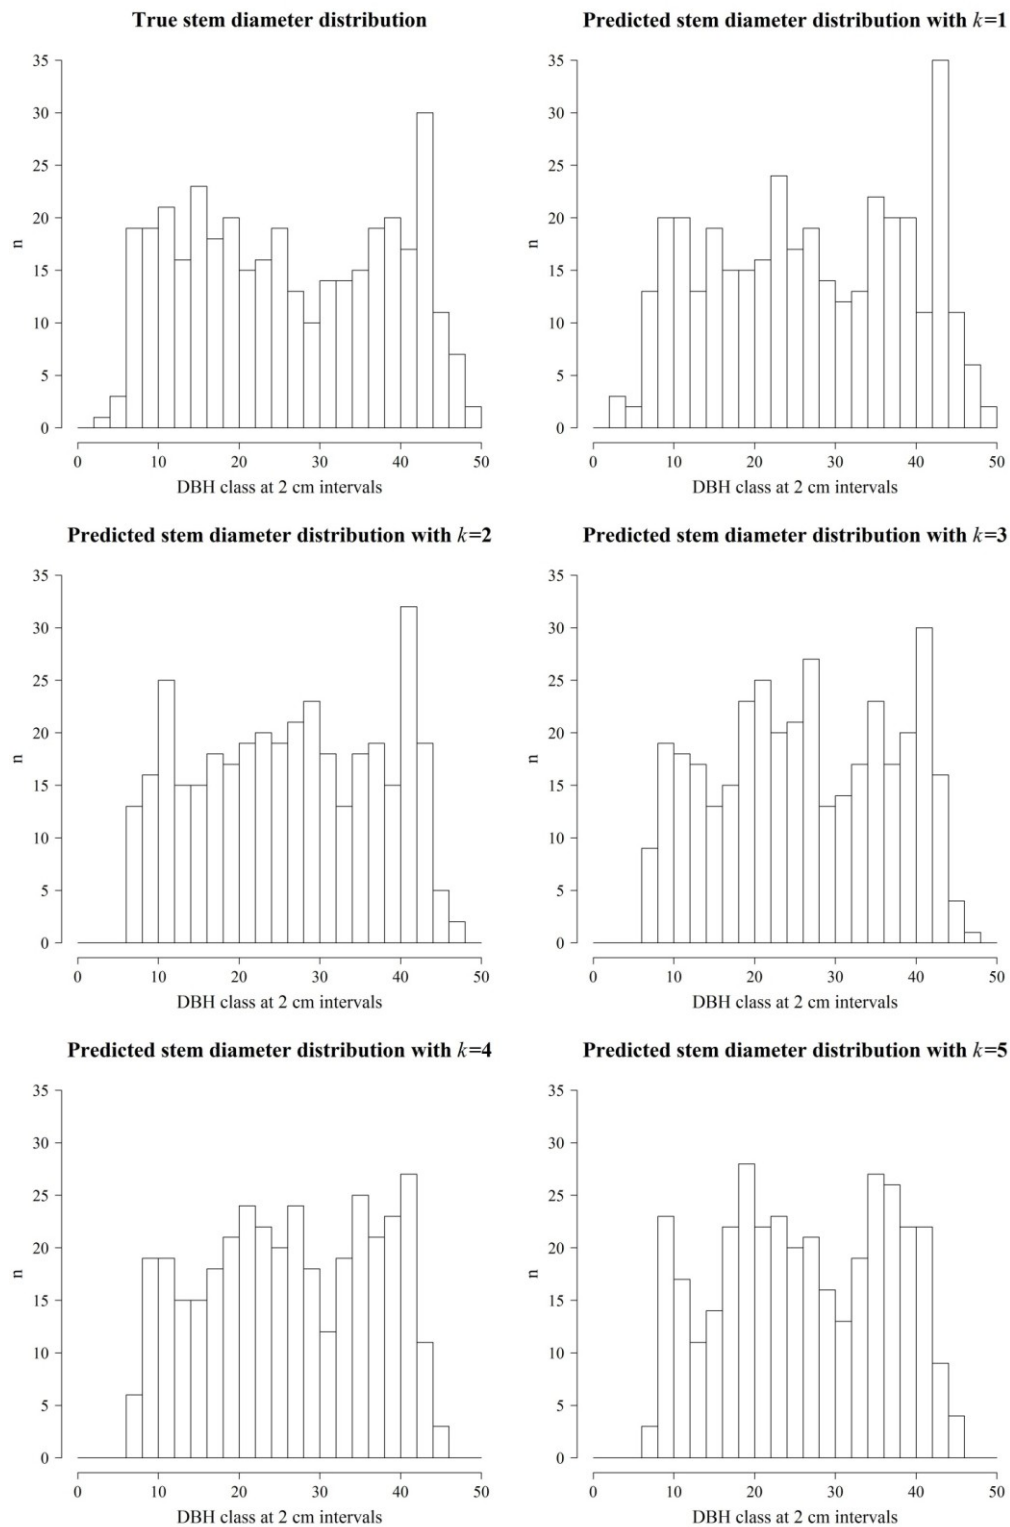 True stem diameter distribution
35
30
25
20
15
10
5
0
n
0 10 20 30 40 50
DBH class at 2 cm intervals
Predicted stem diameter distribution with k=1
35
30
25
20
15
10
5
0
n
0 10 20 30 40 50
DBH class at 2 cm intervals
Predicted stem diameter distribution with k=2
35
30
25
20
15
10
5
0
n
0 10 20 30 40 50
DBH class at 2 cm intervals
Predicted stem diameter distribution with k=3
35
30
25
20
15
10
5
0
n
0 10 20 30 40 50
DBH class at 2 cm intervals
Predicted stem diameter distribution with k=4
35
30
25
20
15
10
5
0
n
0 10 20 30 40 50
DBH class at 2 cm intervals
Predicted stem diameter distribution with k=5
35
30
25
20
15
10
5
0
n
0 10 20 30 40 50
DBH class at 2 cm intervals